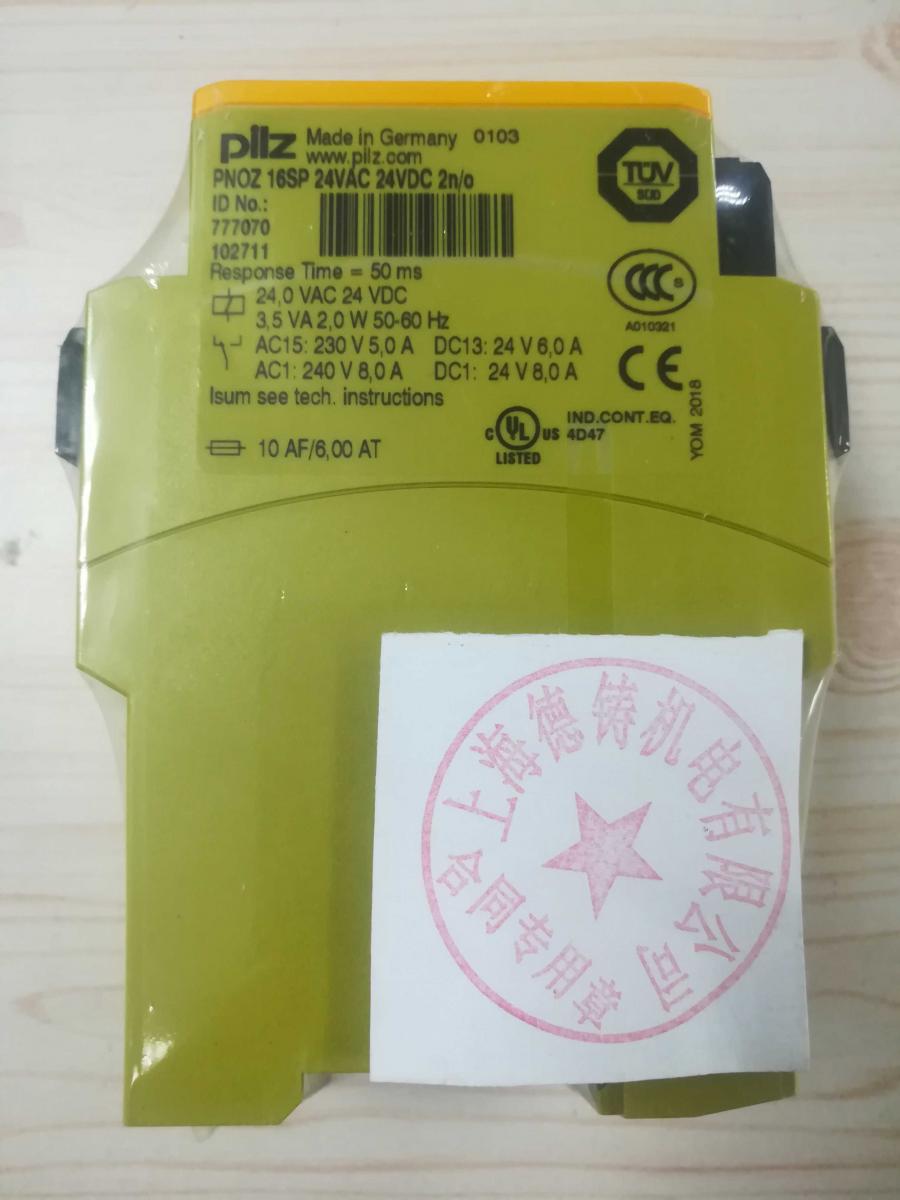 pilz Made in Germany 0103
www.pilz.com
PNOZ 16SP 24VAC 24VDC 2n/o
ID No.:
777070
102711
TÜV
SÜD
Response Time = 50 ms
24,0 VAC 24 VDC
3,5 VA 2,0 W 50-60 Hz
CCC S
A010321
AC15: 230 V 5,0 A DC13: 24 V 6,0 A
AC1: 240 V 8,0 A DC1: 24 V 8,0 A
CE
Isum see tech. instructions
YOM 2018
C UL US
LISTED
IND.CONT.EQ.
4D47
10 AF/6,00 AT
上海德铸机电有限公司
合同专用章